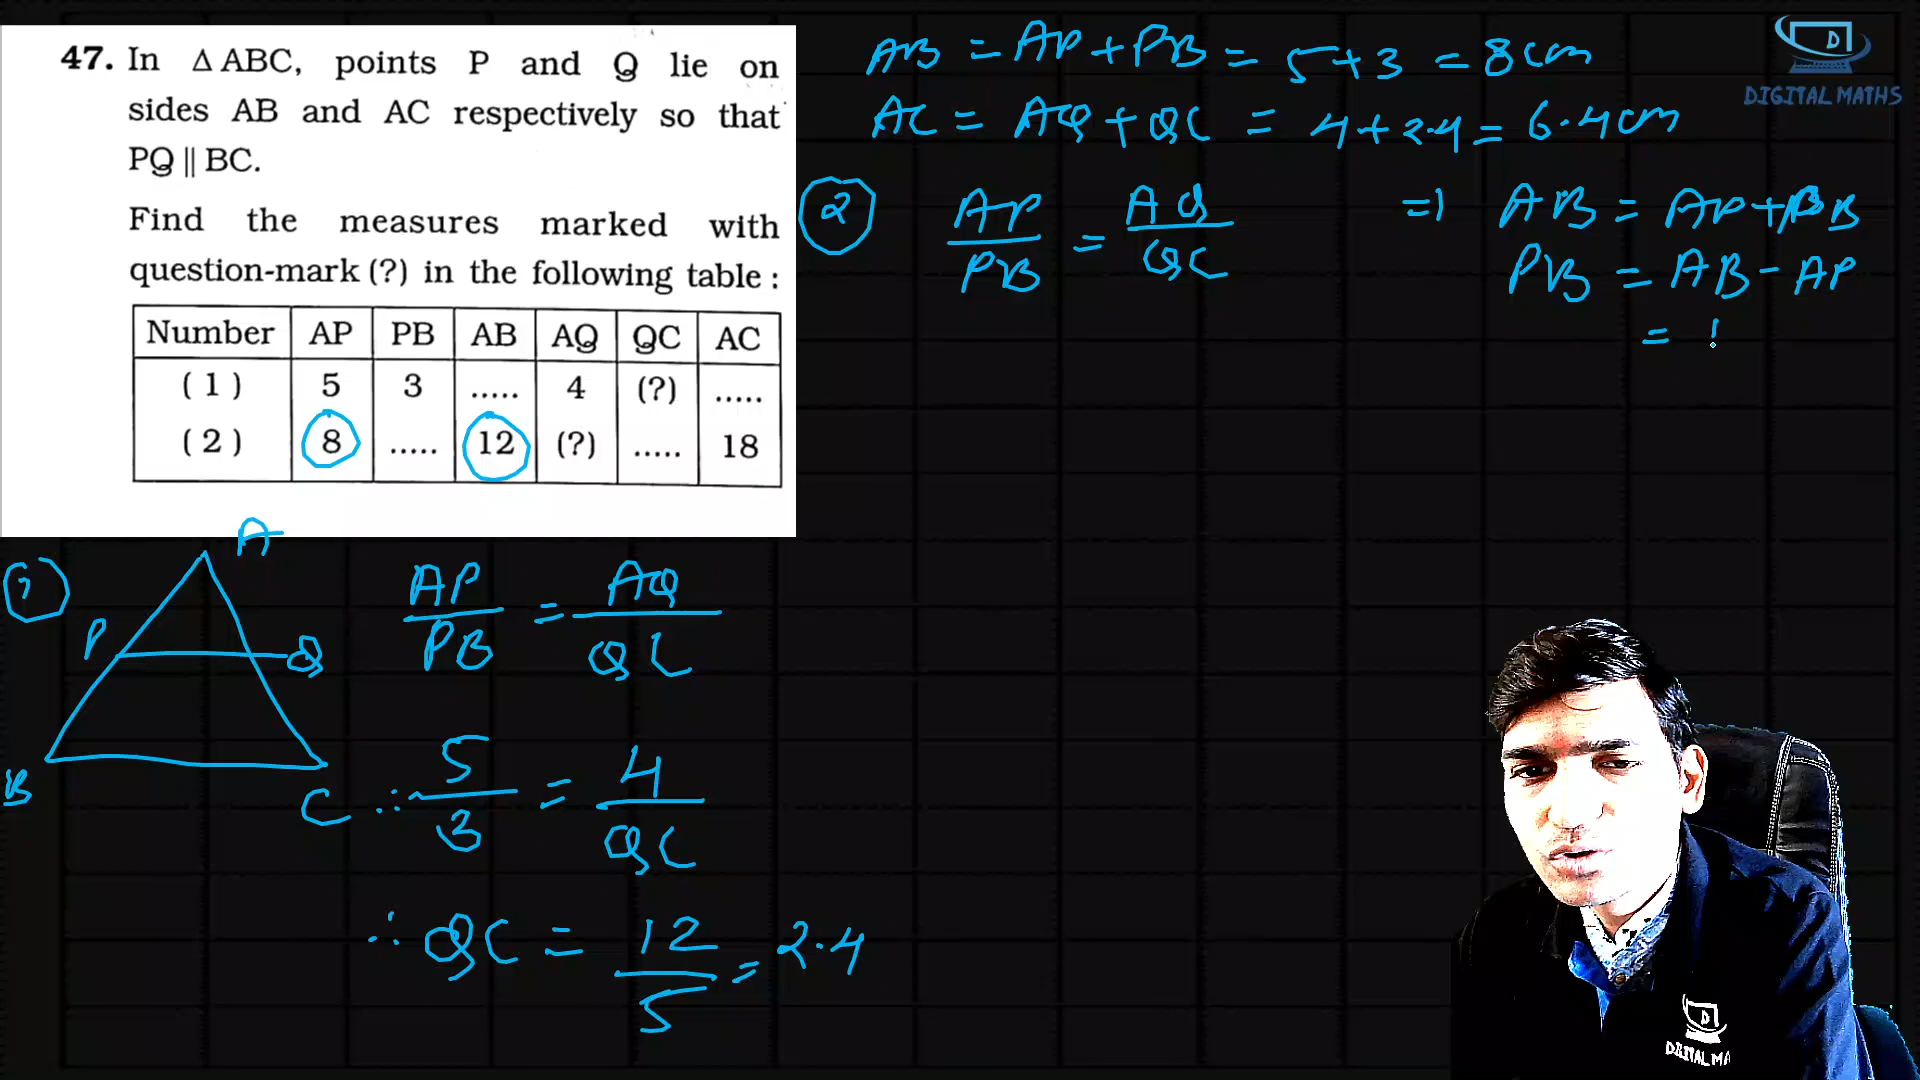 47. In Δ ABC, points P and Q lie on
sides AB and AC respectively so that
PQ || BC.
Find the measures marked with
question-mark (?) in the following table :
Number AP PB AB AQ QC AC
( 1 ) 5 3 ..... 4 (?) .....
( 2 ) 8 ..... 12 (?) ..... 18
AB = AP + PB = 5 + 3 = 8 cm
AC = AQ + QC = 4 + 2.4 = 6.4 cm
2 AP/PB = AQ/QC ⇒ AB = AP + PB
PB = AB - AP
=
A
P Q
B C
AP/PB = AQ/QC
∴ 5/3 = 4/QC
∴ QC = 12/5 = 2.4
D
DIGITAL MATHS
D
DIGITAL MA